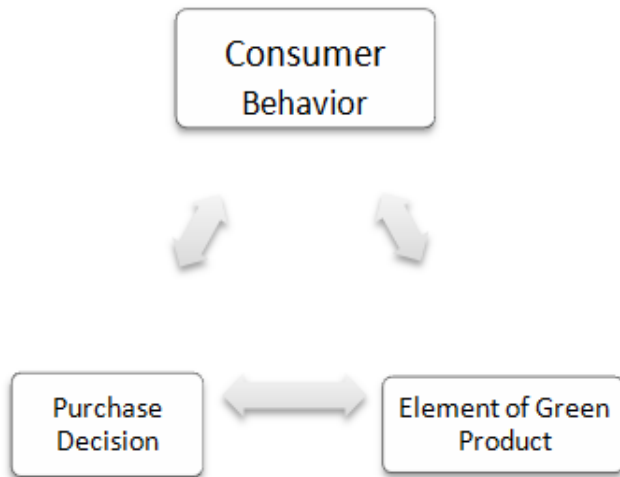 Consumer
Behavior
Purchase
Decision
Element of Green
Product